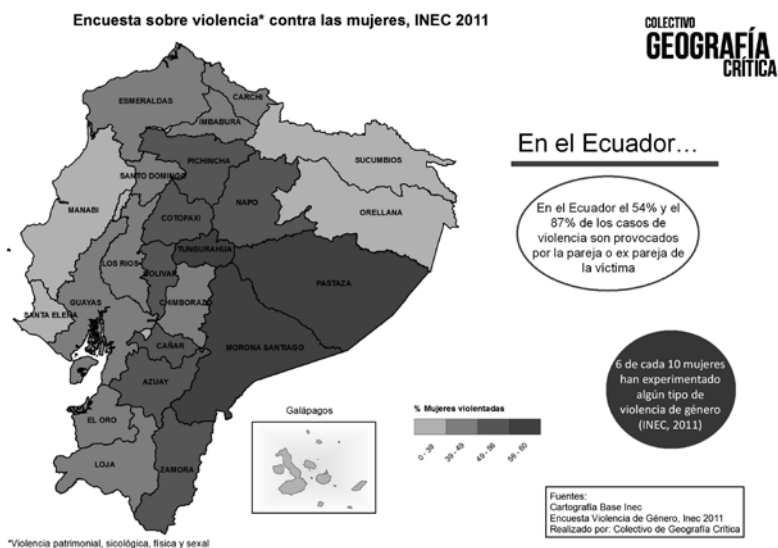 Encuesta sobre violencia* contra las mujeres, INEC 2011
COLECTIVO
GEOGRAFÍA
CRÍTICA
ESMERALDAS
CARCHI
IMBABURA
SUCUMBIOS
PICHINCHA
SANTO DOMINGO
NAPO
ORELLANA
MANABI
COTOPAXI
TUNGURAHUA
LOS RIOS
BOLIVAR
PASTAZA
CHIMBORAZO
GUAYAS
SANTA ELENA
MORONA SANTIAGO
CAÑAR
AZUAY
EL ORO
LOJA
ZAMORA
En el Ecuador...
En el Ecuador el 54% y el
87% de los casos de
violencia son provocados
por la pareja o ex pareja de
la víctima
6 de cada 10 mujeres
han experimentado
algún tipo de
violencia de género
(INEC, 2011)
Galápagos
% Mujeres violentadas
0 - 39
39 - 49
49 - 56
56 - 60
Fuentes:
Cartografía Base Inec
Encuesta Violencia de Género, Inec 2011
Realizado por: Colectivo de Geografía Crítica
*Violencia patrimonial, sicológica, física y sexal